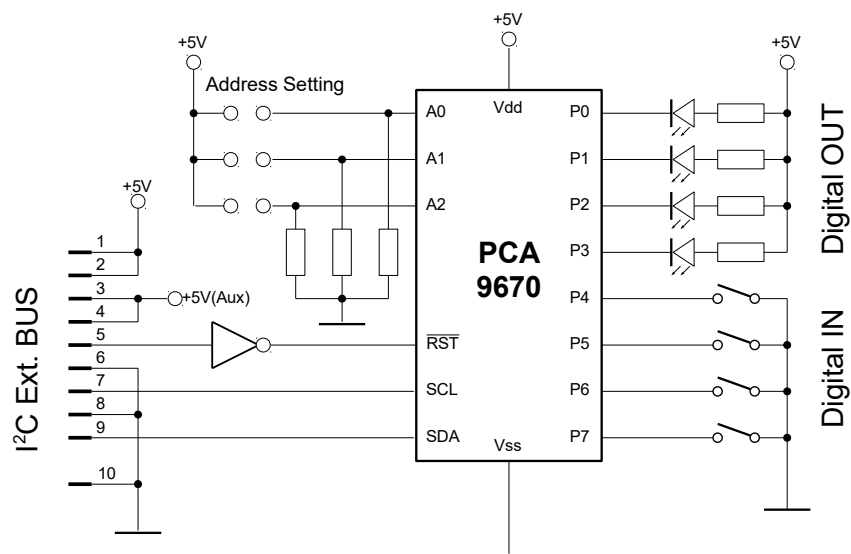 +5V
+5V
+5V
Address Setting
A0
Vdd
P0
A1
P1
A2
P2
+5V
P3
PCA
9670
1
2
3
+5V(Aux)
4
P4
5
RST
P5
6
7
SCL
P6
8
9
SDA
Vss
P7
10
I²C Ext. BUS
Digital OUT
Digital IN